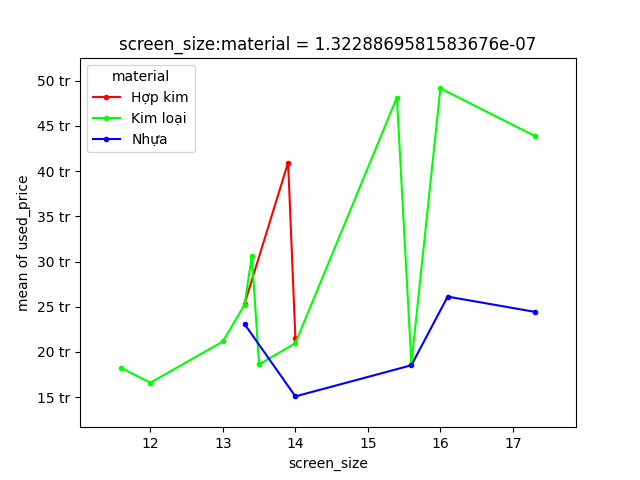 screen_size:material = 1.3228869581583676e-07
material
Hợp kim
Kim loại
Nhựa
50 tr
45 tr
40 tr
35 tr
30 tr
25 tr
20 tr
15 tr
mean of used_price
12 13 14 15 16 17
screen_size